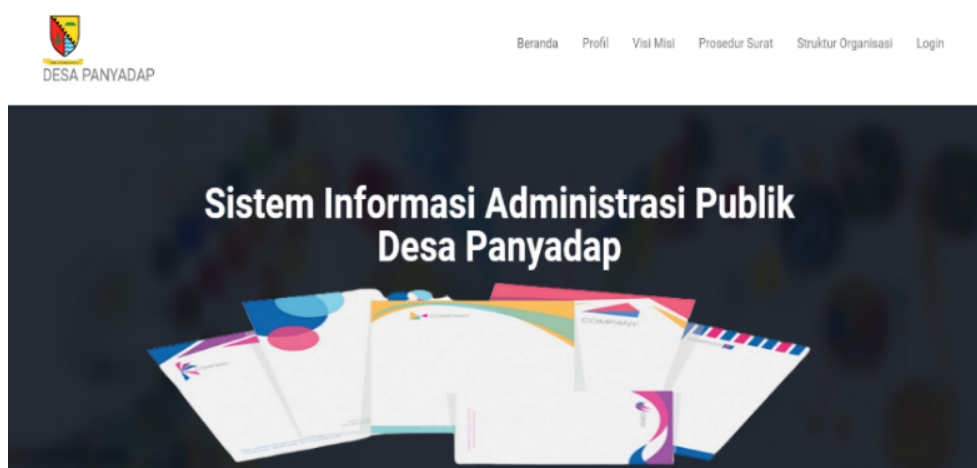 DESA PANYADAP
Beranda Profil Visi Misi Prosedur Surat Struktur Organisasi Login
Sistem Informasi Administrasi Publik
Desa Panyadap
COMPANY
COMPANY
COMPANY